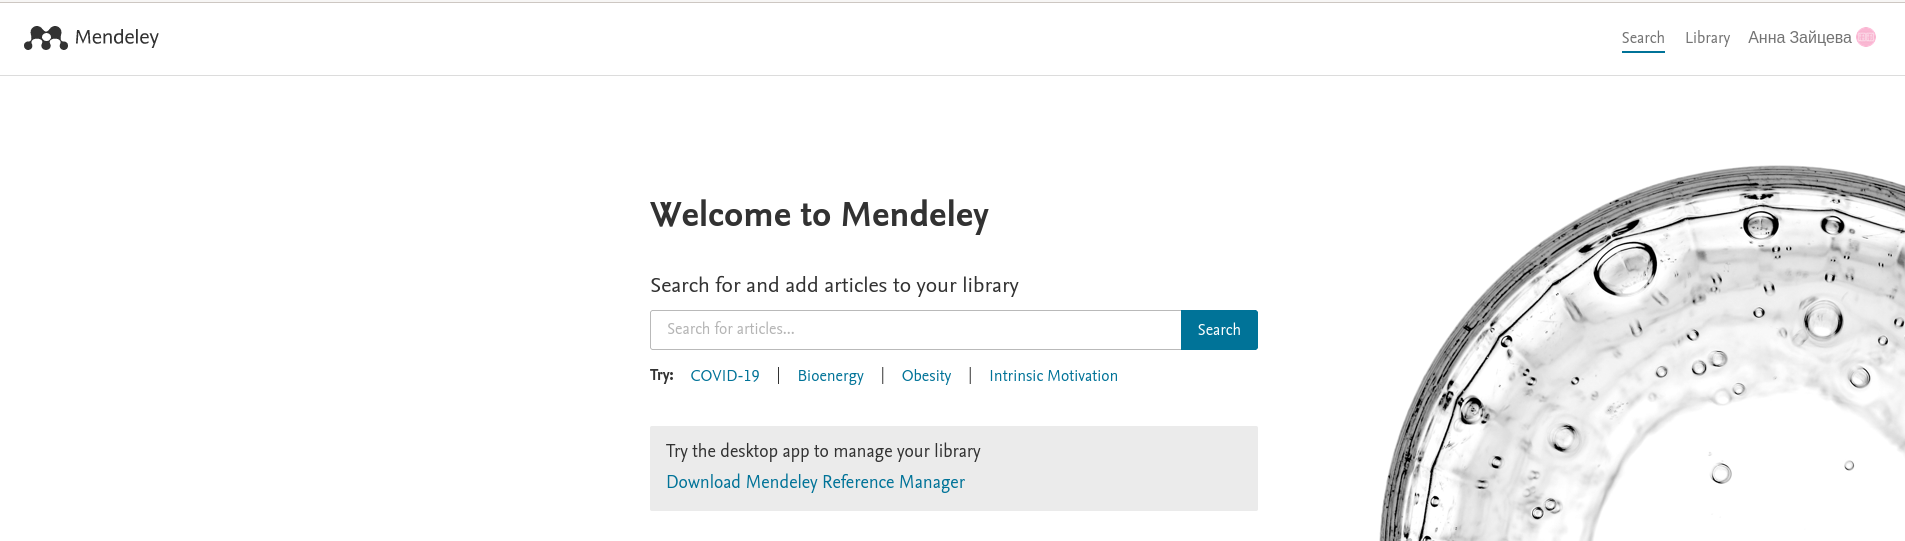 Mendeley
Search Library Анна Зайцева
Welcome to Mendeley
Search for and add articles to your library
Search for articles... Search
Try: COVID-19 | Bioenergy | Obesity | Intrinsic Motivation
Try the desktop app to manage your library
Download Mendeley Reference Manager